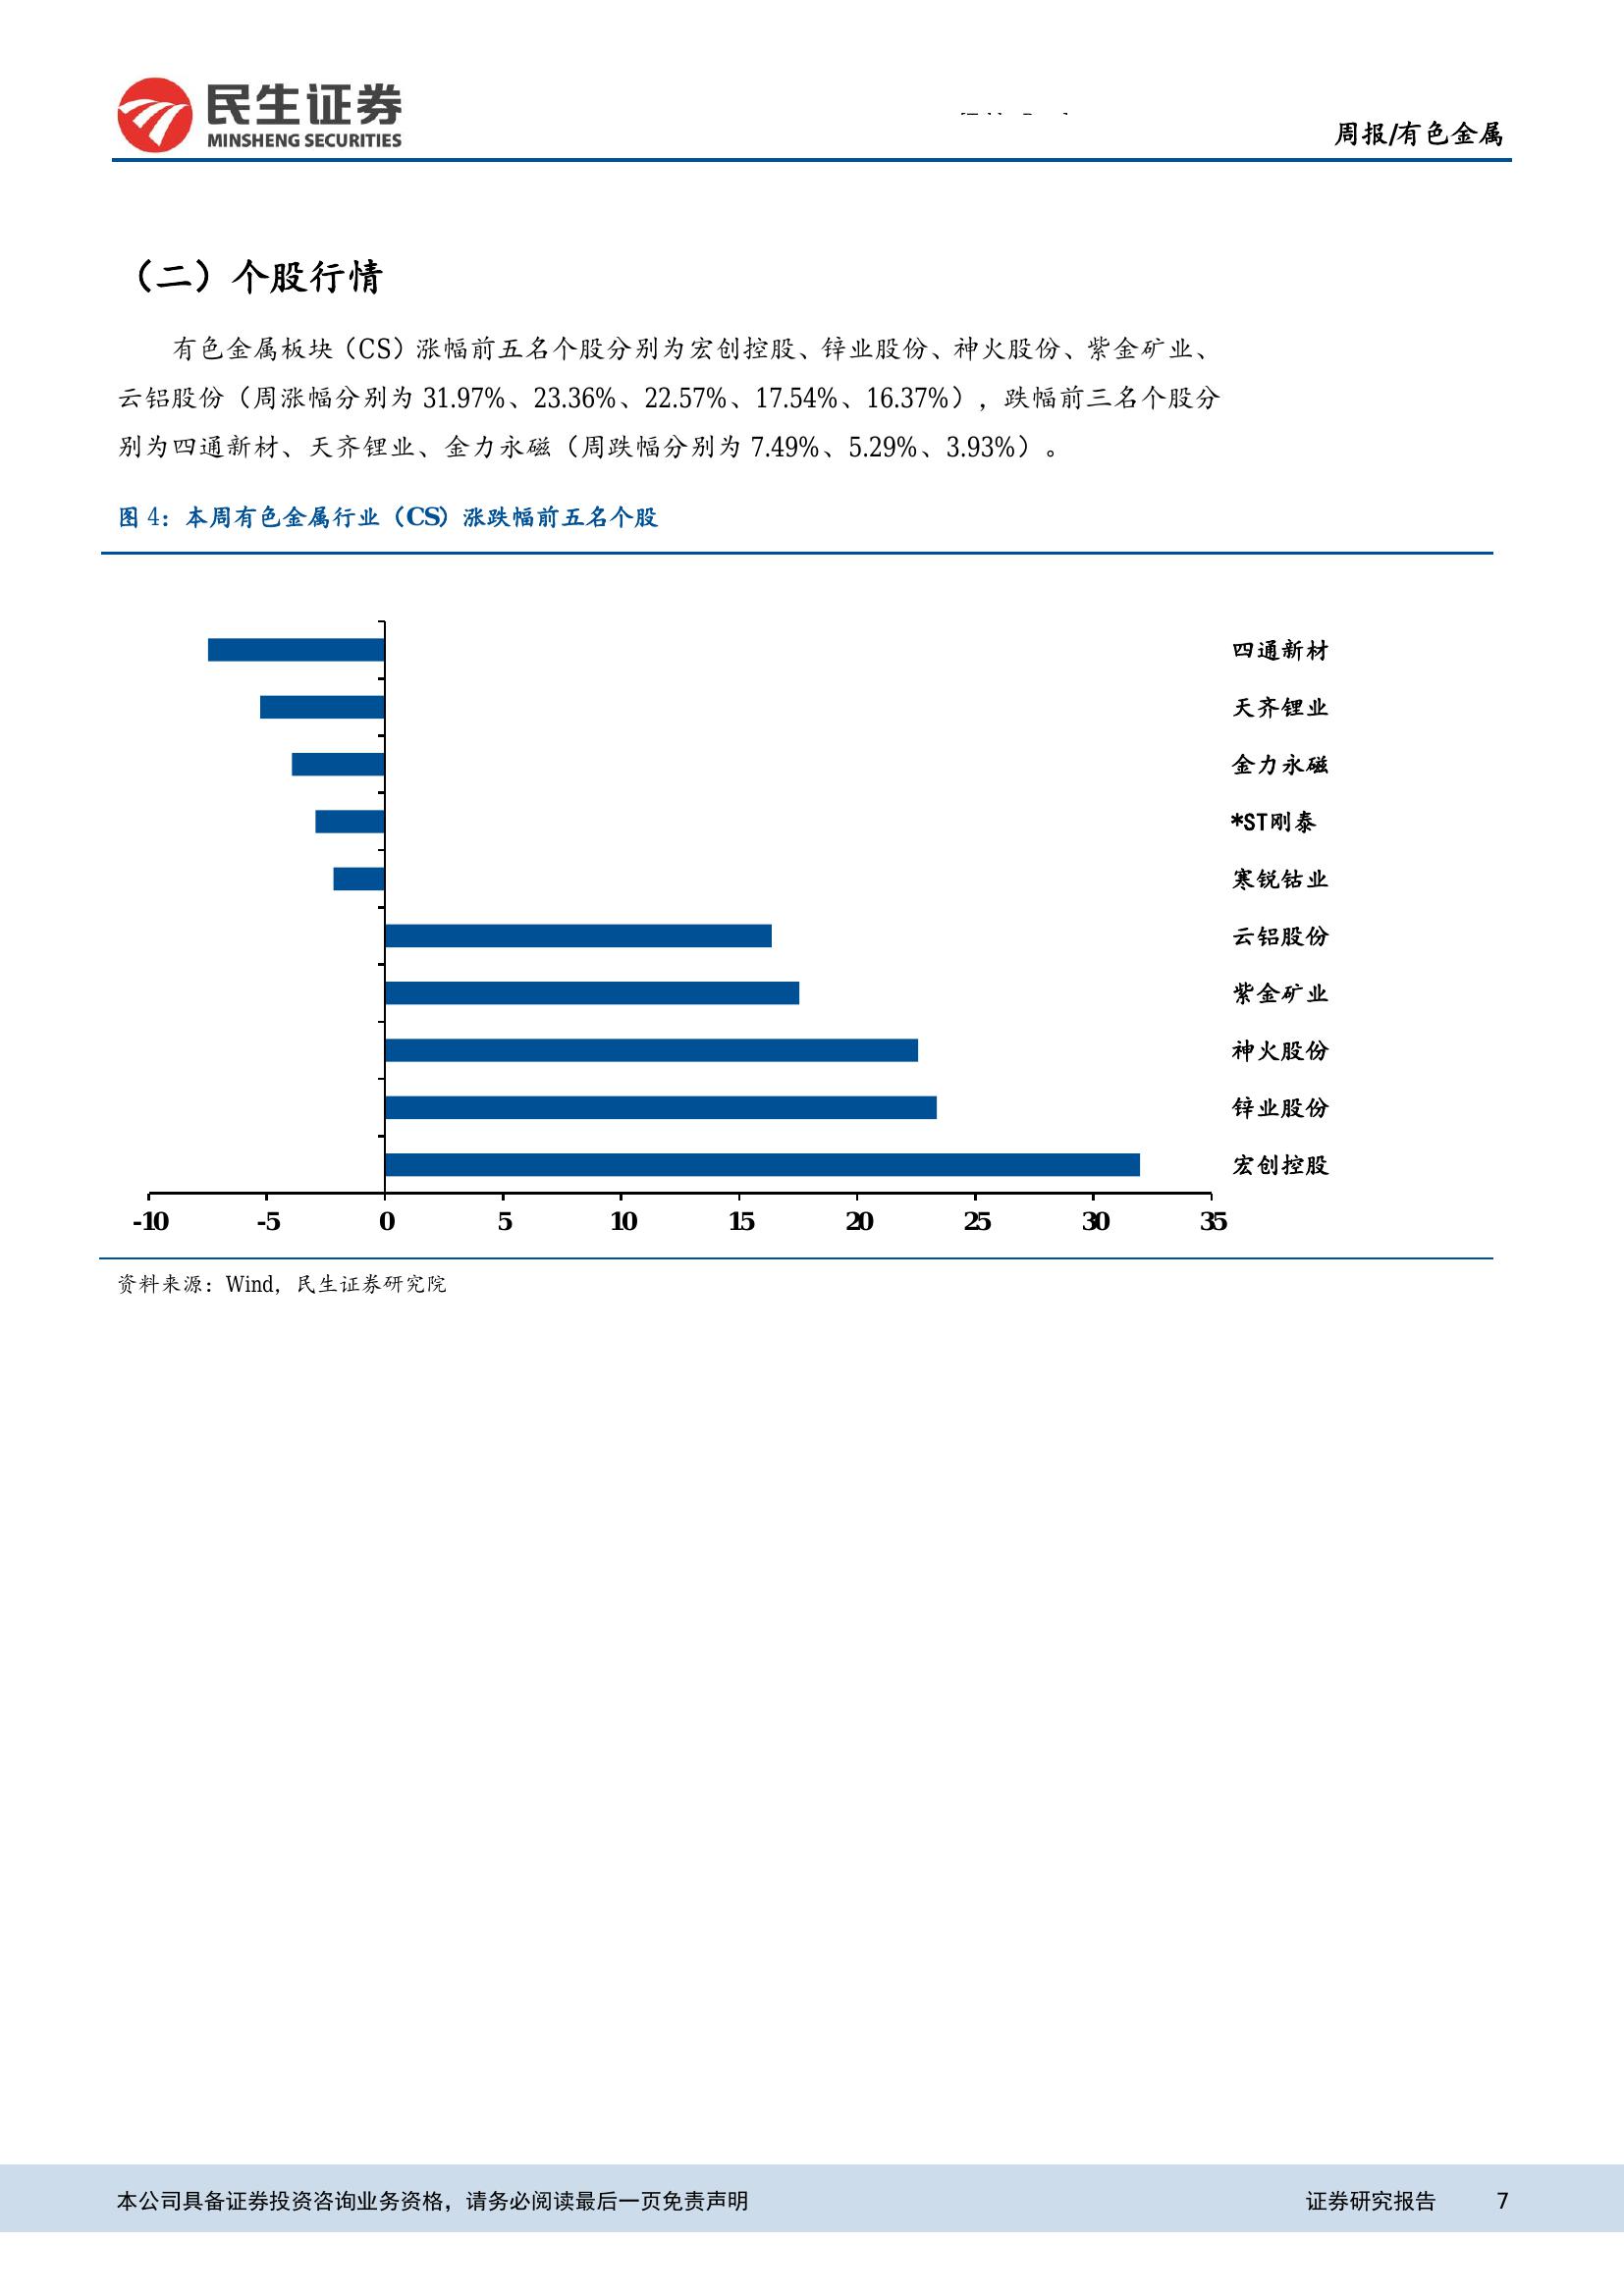 民生证券
MINSHENG SECURITIES
周报/有色金属
（二）个股行情
有色金属板块（CS）涨幅前五名个股分别为宏创控股、锌业股份、神火股份、紫金矿业、
云铝股份（周涨幅分别为 31.97%、23.36%、22.57%、17.54%、16.37%），跌幅前三名个股分
别为四通新材、天齐锂业、金力永磁（周跌幅分别为 7.49%、5.29%、3.93%）。
图 4：本周有色金属行业（CS）涨跌幅前五名个股
四通新材
天齐锂业
金力永磁
*ST刚泰
寒锐钴业
云铝股份
紫金矿业
神火股份
锌业股份
宏创控股
-10 -5 0 5 10 15 20 25 30 35
资料来源：Wind，民生证券研究院
本公司具备证券投资咨询业务资格，请务必阅读最后一页免责声明 证券研究报告 7